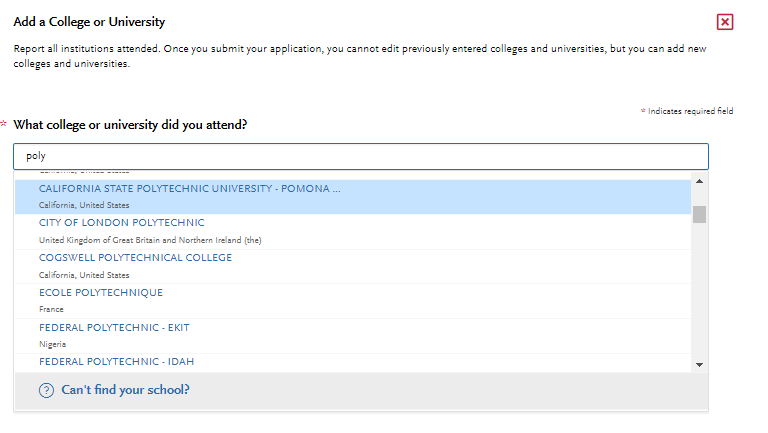 Add a College or University
Report all institutions attended. Once you submit your application, you cannot edit previously entered colleges and universities, but you can add new
colleges and universities.
* Indicates required field
* What college or university did you attend?
poly
California, United States
CALIFORNIA STATE POLYTECHNIC UNIVERSITY - POMONA ...
California, United States
CITY OF LONDON POLYTECHNIC
United Kingdom of Great Britain and Northern Ireland (the)
COGSWELL POLYTECHNICAL COLLEGE
California, United States
ECOLE POLYTECHNIQUE
France
FEDERAL POLYTECHNIC - EKIT
Nigeria
FEDERAL POLYTECHNIC - IDAH
? Can't find your school?